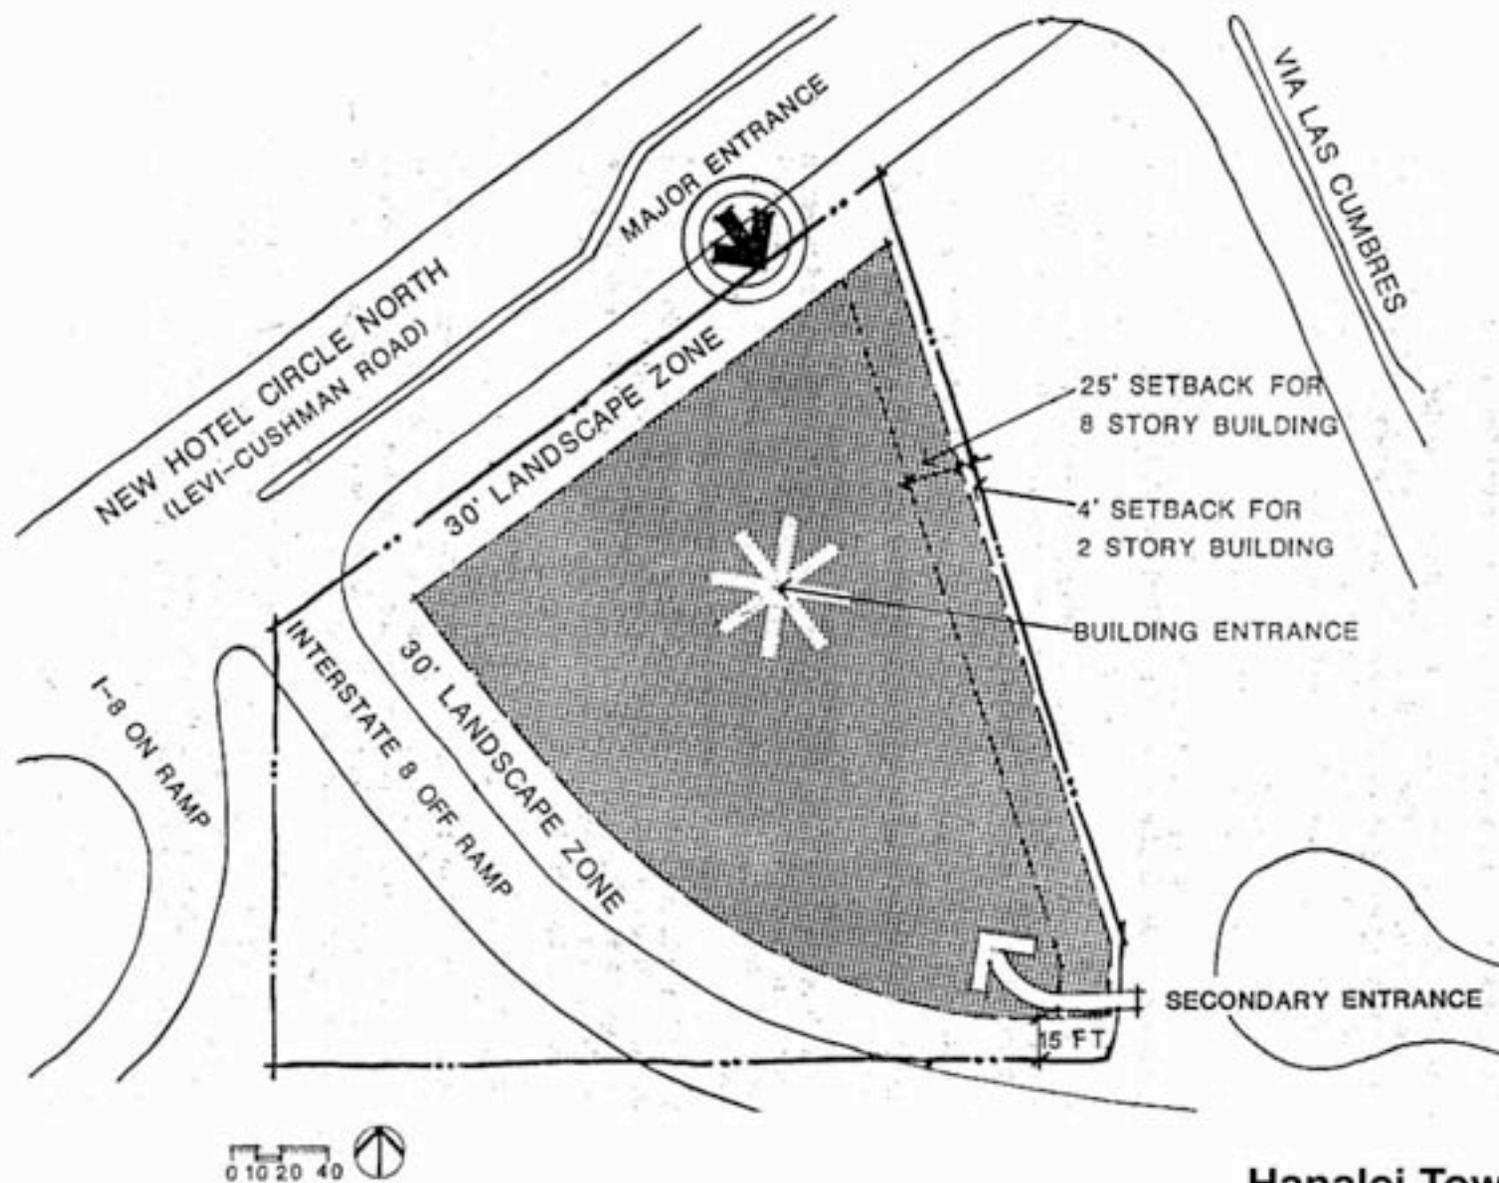 VIA LAS CUMBRES
MAJOR ENTRANCE
NEW HOTEL CIRCLE NORTH
(LEVI-CUSHMAN ROAD)
30' LANDSCAPE ZONE
25' SETBACK FOR
8 STORY BUILDING
4' SETBACK FOR
2 STORY BUILDING
BUILDING ENTRANCE
30' LANDSCAPE ZONE
INTERSTATE 8 OFF RAMP
I-8 ON RAMP
SECONDARY ENTRANCE
15 FT
0 10 20 40
Hanalei Tow